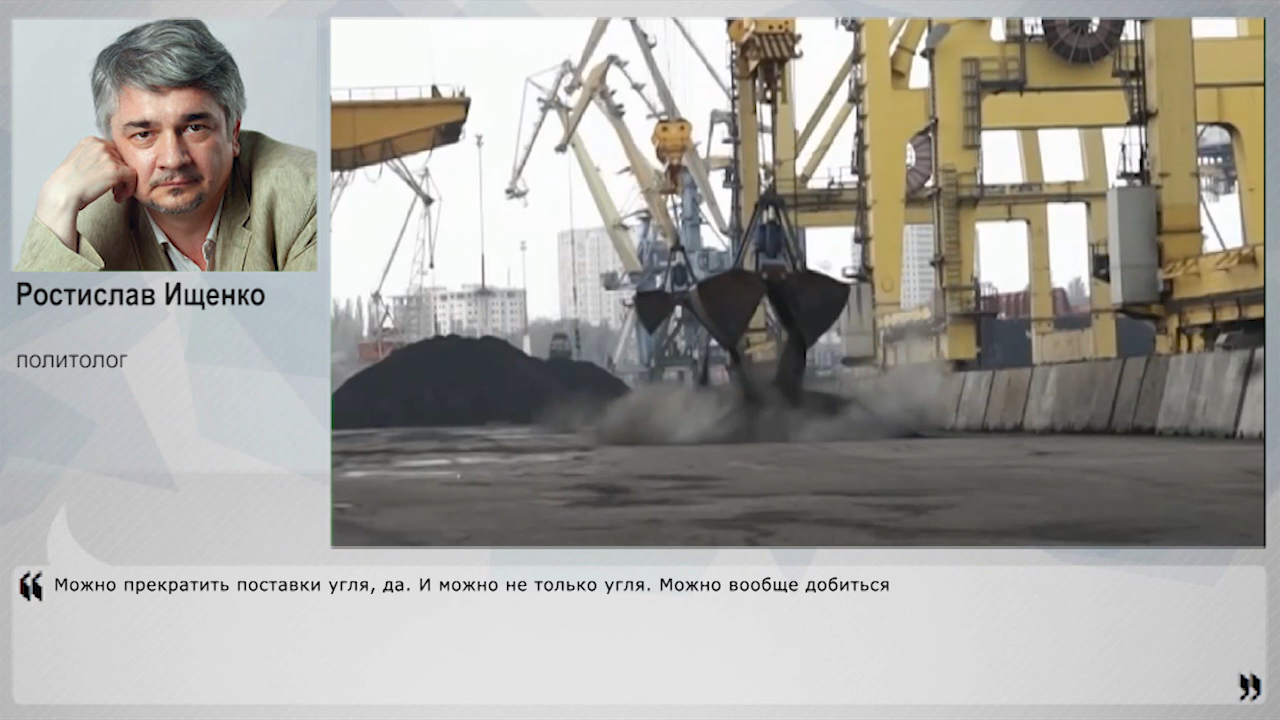 Ростислав Ищенко
политолог
“ Можно прекратить поставки угля, да. И можно не только угля. Можно вообще добиться
”